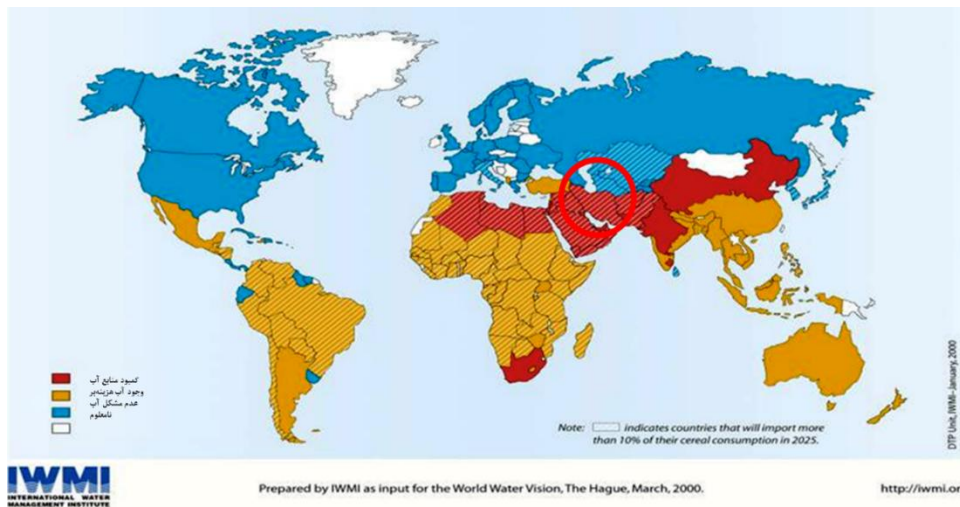 کمبود منابع آب
وجود آب هزینه‌بر
عدم مشکل آب
نامعلوم
Note: indicates countries that will import more
than 10% of their cereal consumption in 2025.
DTP Unit, IWMI-January, 2000
IWMI
INTERNATIONAL WATER
MANAGEMENT INSTITUTE
Prepared by IWMI as input for the World Water Vision, The Hague, March, 2000.
http://iwmi.or